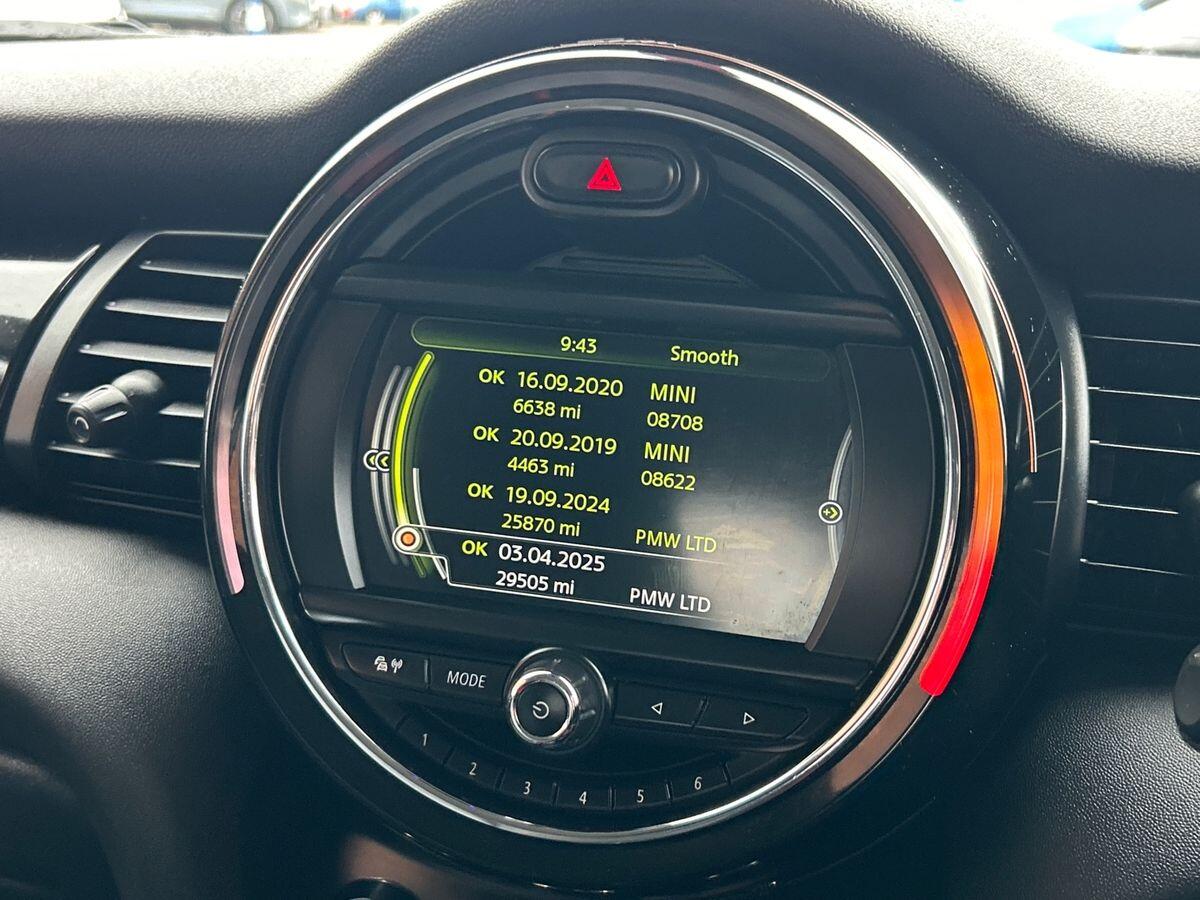 9:43 Smooth
OK 16.09.2020 MINI
6638 mi 08708
OK 20.09.2019 MINI
4463 mi 08622
OK 19.09.2024
25870 mi PMW LTD
OK 03.04.2025
29505 mi PMW LTD
MODE
1 2 3 4 5 6